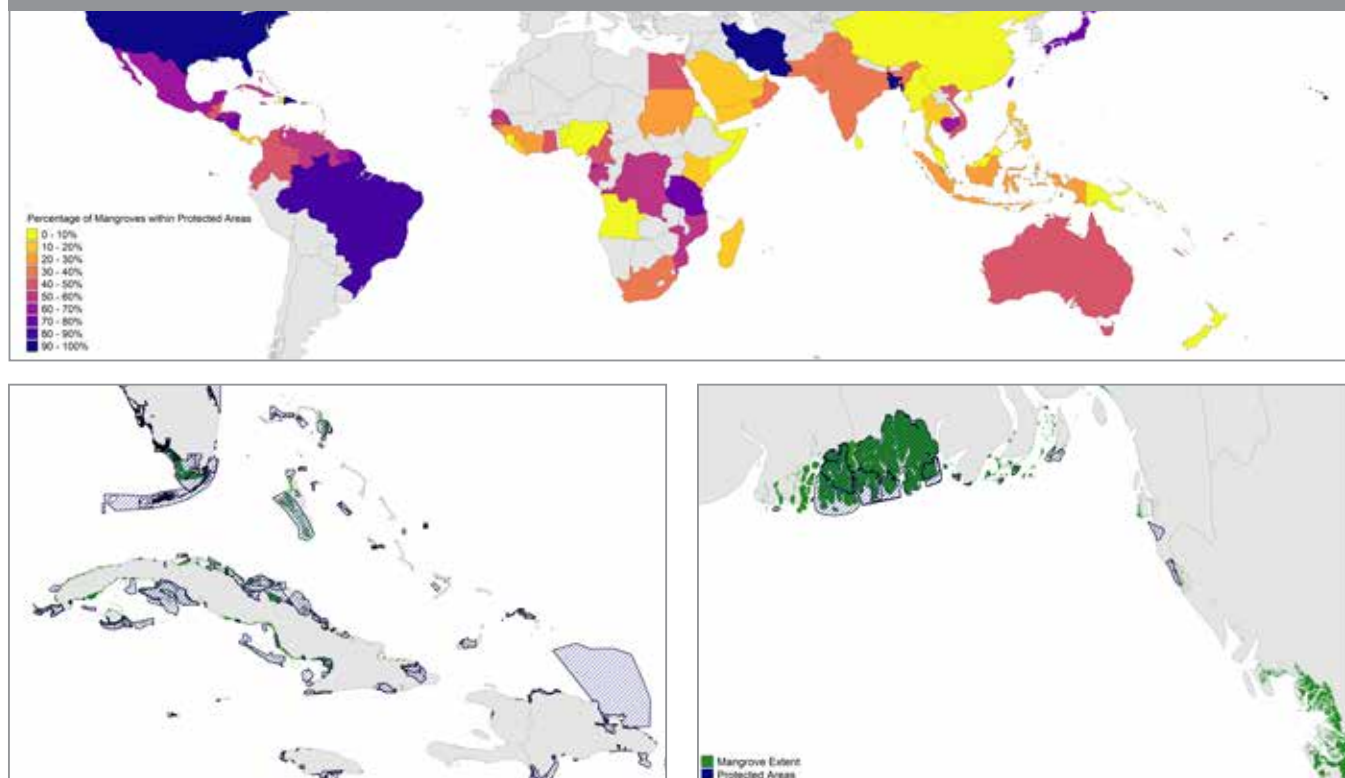 Percentage of Mangroves within Protected Areas
0 - 10%
10 - 20%
20 - 30%
30 - 40%
40 - 50%
50 - 60%
60 - 70%
70 - 80%
80 - 90%
90 - 100%
Mangrove Extent
Protected Areas